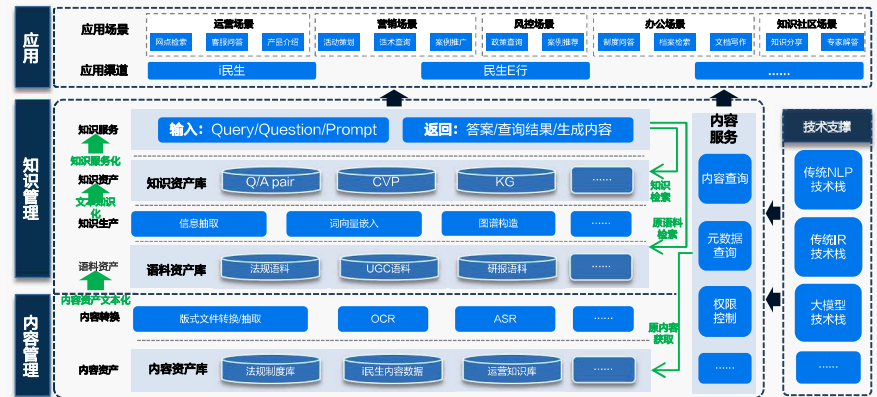 应用
应用场景
运营场景
网点检索
客服问答
产品介绍
营销场景
活动策划
话术查询
案例推广
风控场景
政策查询
案例推荐
办公场景
制度问答
档案检索
文档写作
知识社区场景
知识分享
专家解答
应用渠道
i民生
民生E行
......
知识管理
知识服务
输入：Query/Question/Prompt
返回：答案/查询结果/生成内容
知识服务化
知识资产
知识资产库
Q/A pair
CVP
KG
......
知识
检索
文本知识
化
知识生产
信息抽取
词向量嵌入
图谱构造
......
原语料
检索
语料资产
语料资产库
法规语料
UGC语料
研报语料
......
内容资产文本化
内容管理
内容转换
版式文件转换/抽取
OCR
ASR
......
原内容
获取
内容资产
内容资产库
法规制度库
i民生内容数据
运营知识库
......
内容
服务
内容查询
元数据
查询
权限
控制
......
技术支撑
传统NLP
技术栈
传统IR
技术栈
大模型
技术栈
......